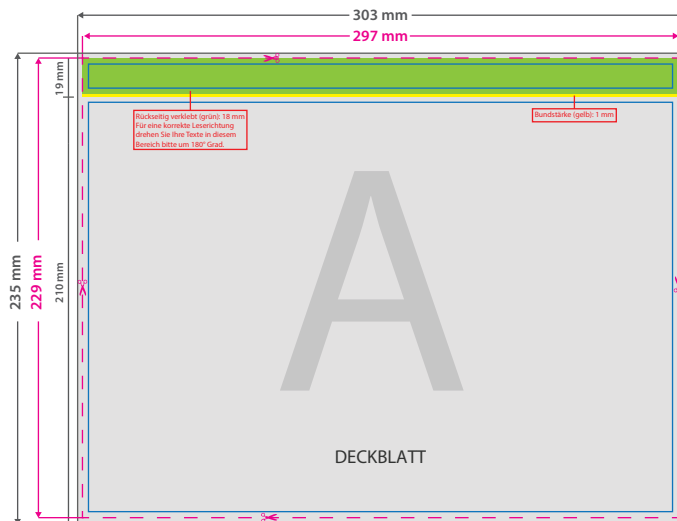 303 mm
297 mm
19 mm
Rückseitig verklebt (grün): 18 mm
Für eine korrekte Leserichtung
drehen Sie Ihre Texte in diesem
Bereich bitte um 180° Grad.
Bundstärke (gelb): 1 mm
235 mm
229 mm
210 mm
A
DECKBLATT